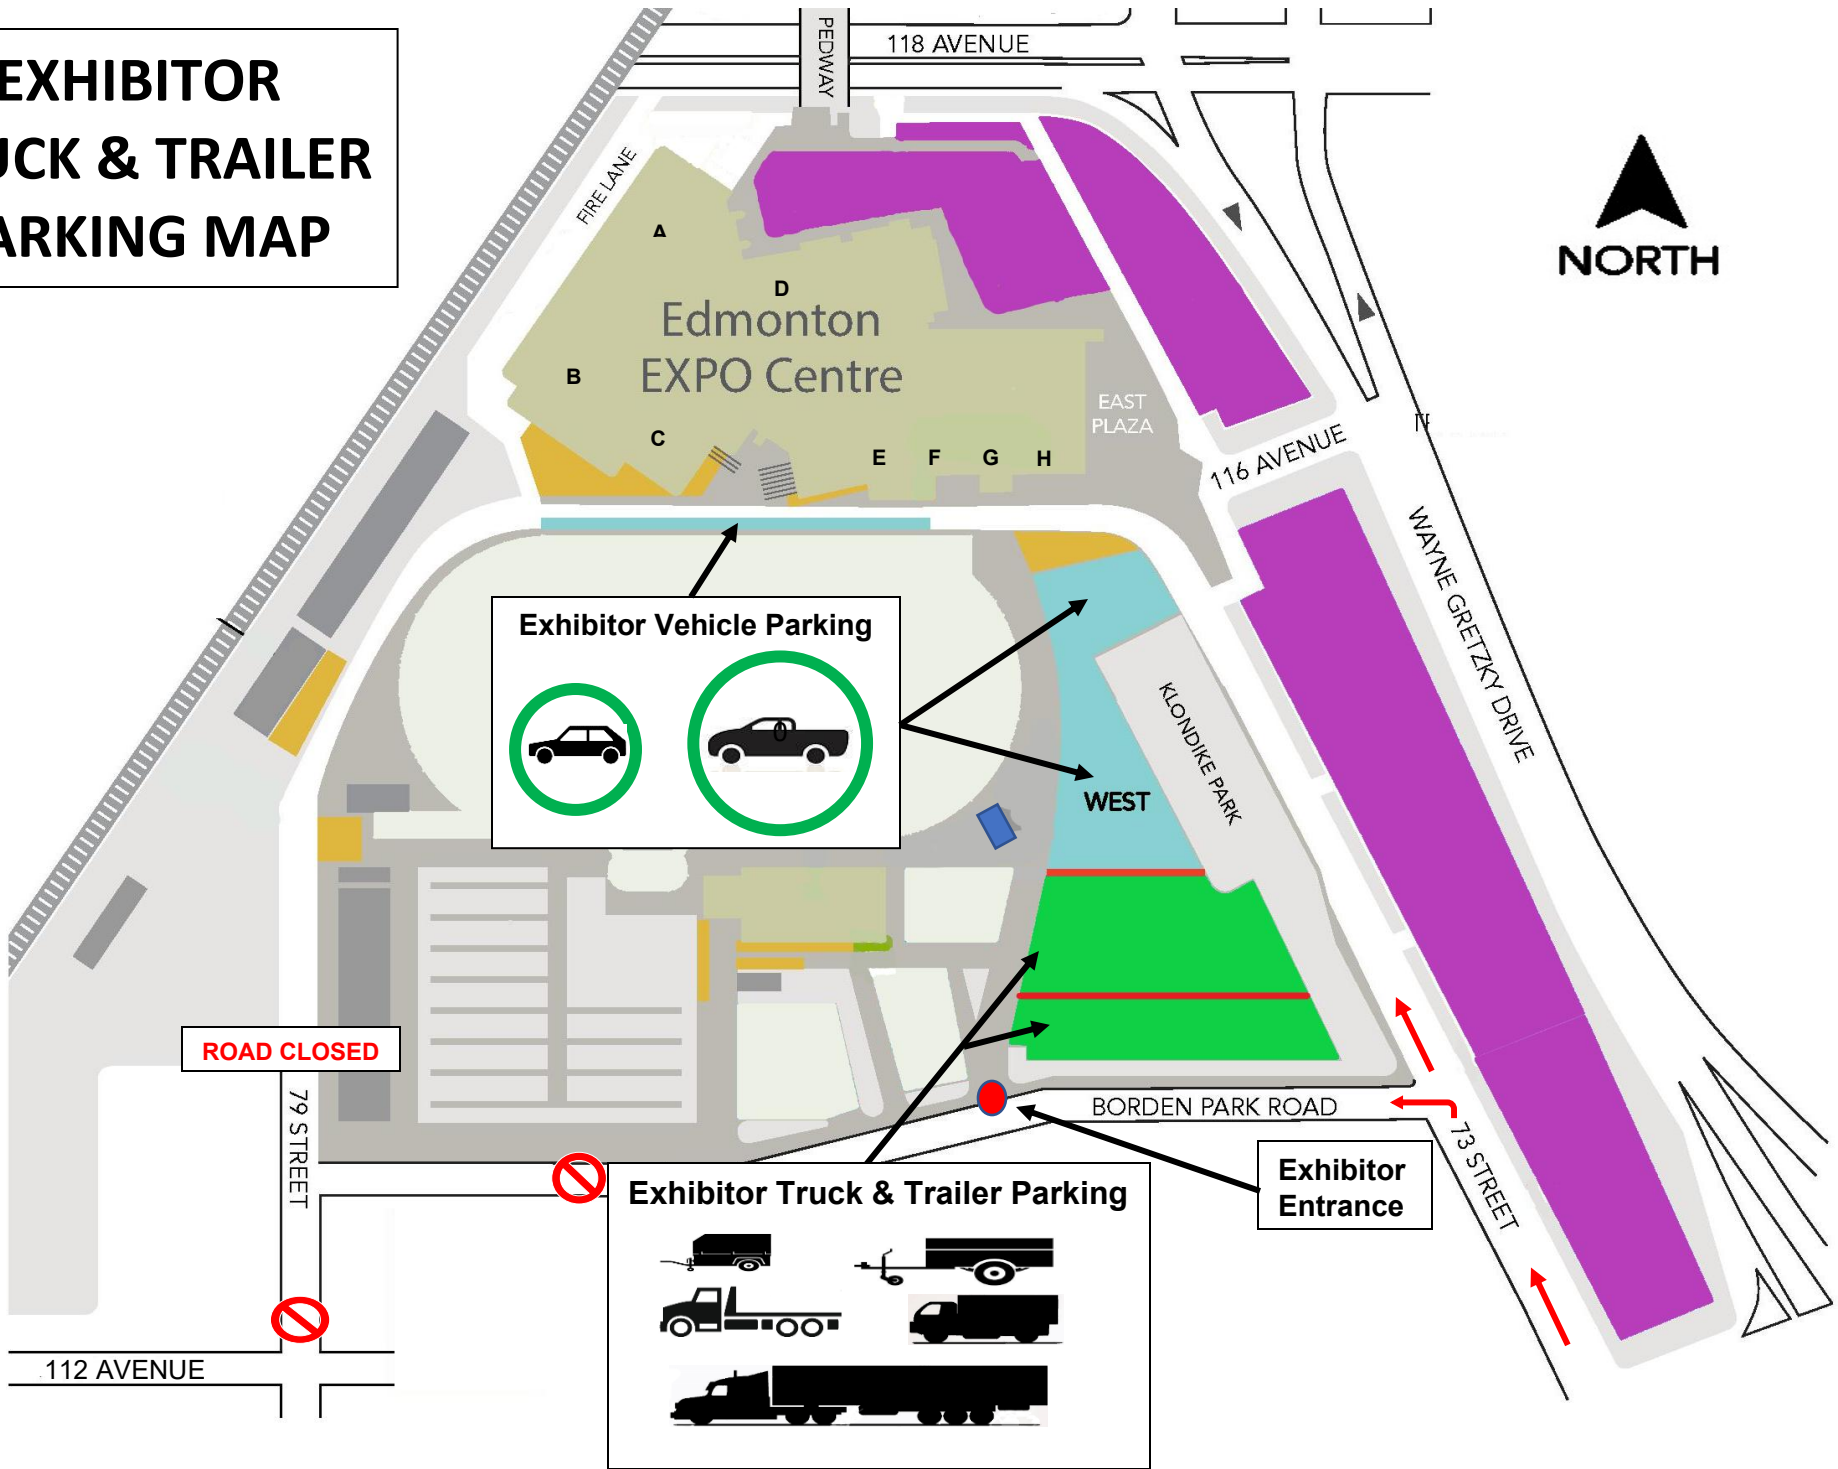 EXHIBITOR
UCK & TRAILER
ARKING MAP
PEDWAY
118 AVENUE
FIRE LANE
NORTH
A
D
Edmonton
EXPO Centre
B
C
E F G H
EAST
PLAZA
116 AVENUE
WAYNE GRETZKY DRIVE
Exhibitor Vehicle Parking
KLONDIKE PARK
WEST
ROAD CLOSED
79 STREET
BORDEN PARK ROAD
73 STREET
Exhibitor
Entrance
Exhibitor Truck & Trailer Parking
112 AVENUE